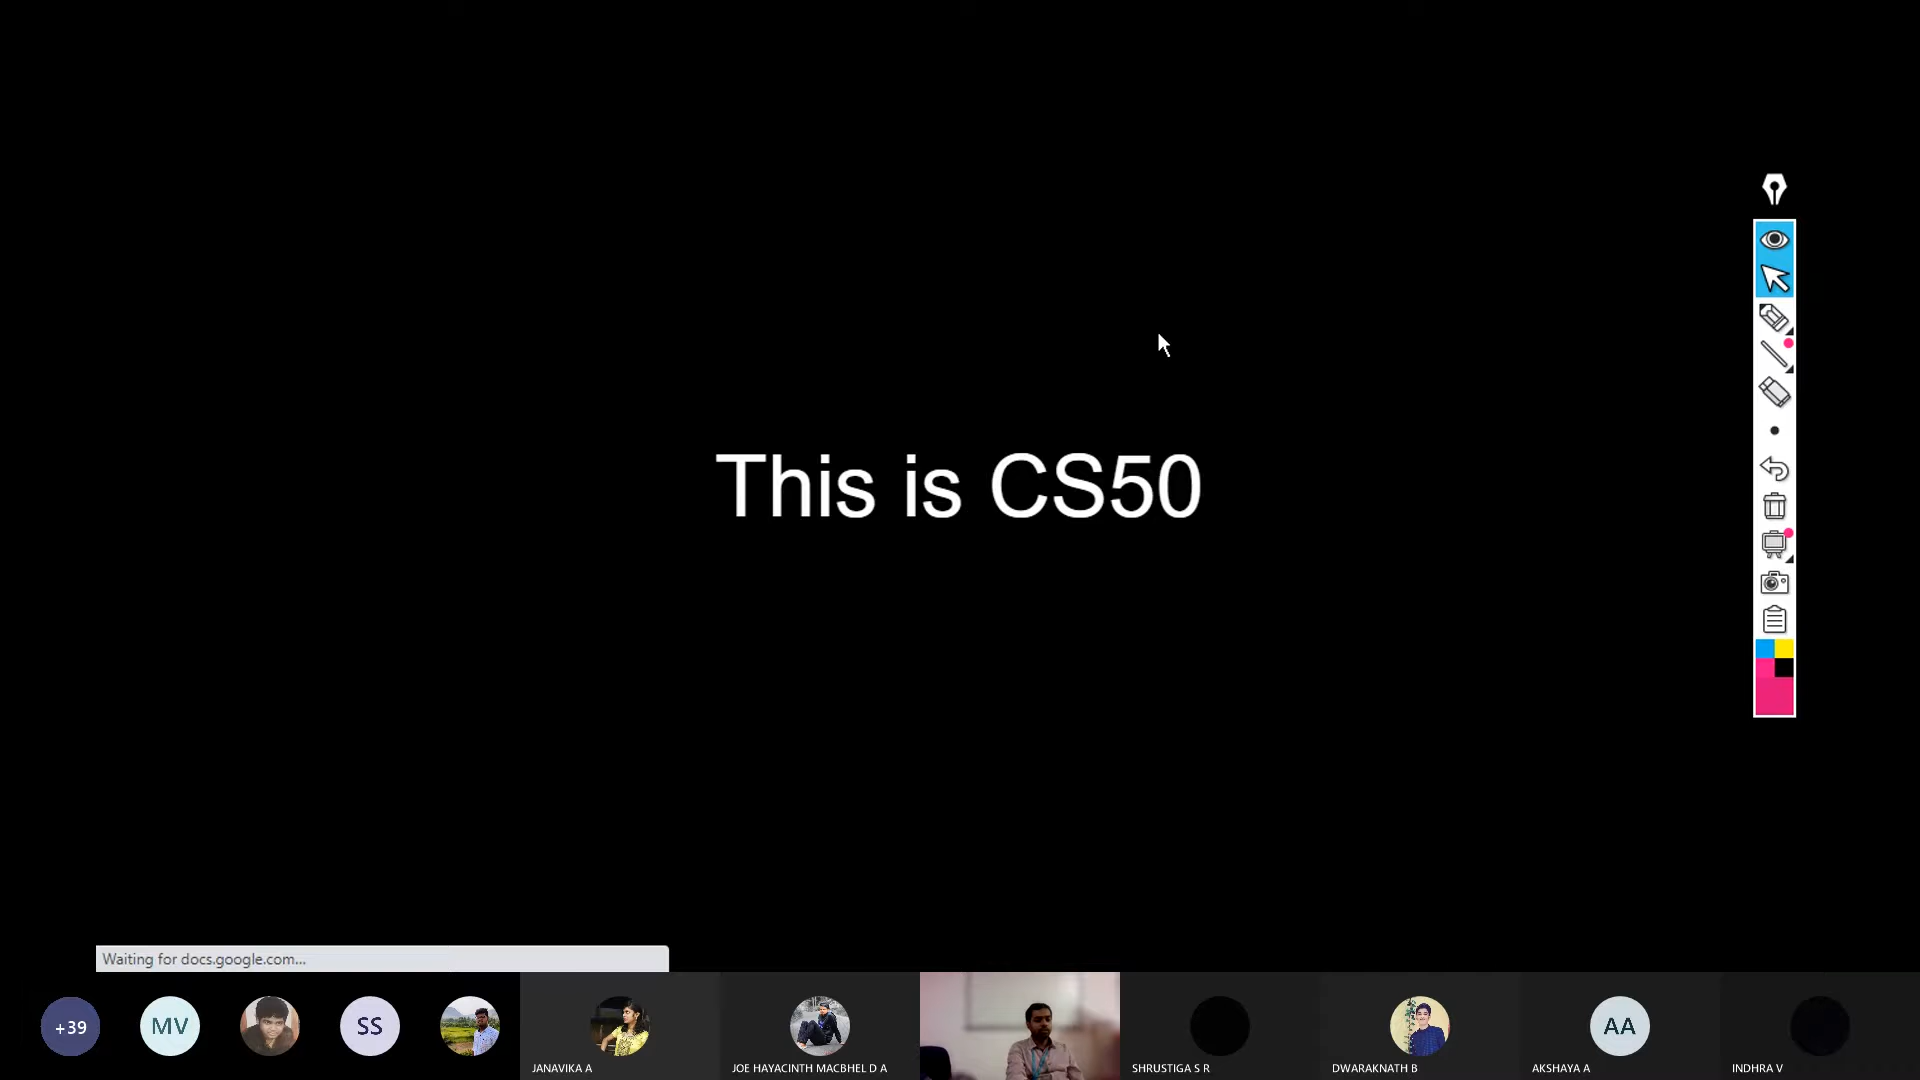 This is CS50
Waiting for docs.google.com...
+39
MV
SS
JANAVIKA A
JOE HAYACINTH MACBHEL D A
SHRUSTIGA S R
DWARAKNATH B
AA
AKSHAYA A
INDHRA V